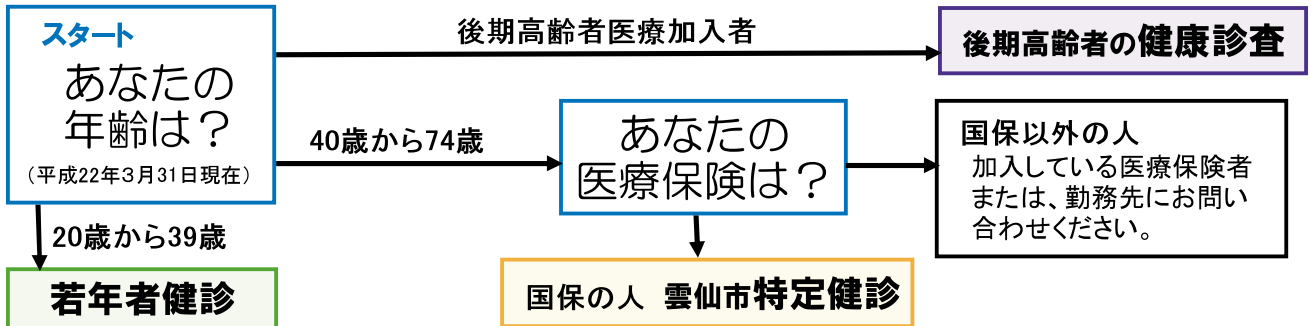 スタート
あなたの
年齢は？
（平成22年３月31日現在）
後期高齢者医療加入者
後期高齢者の健康診査
40歳から74歳
あなたの
医療保険は？
国保以外の人
加入している医療保険者
または、勤務先にお問い
合わせください。
20歳から39歳
若年者健診
国保の人 雲仙市特定健診